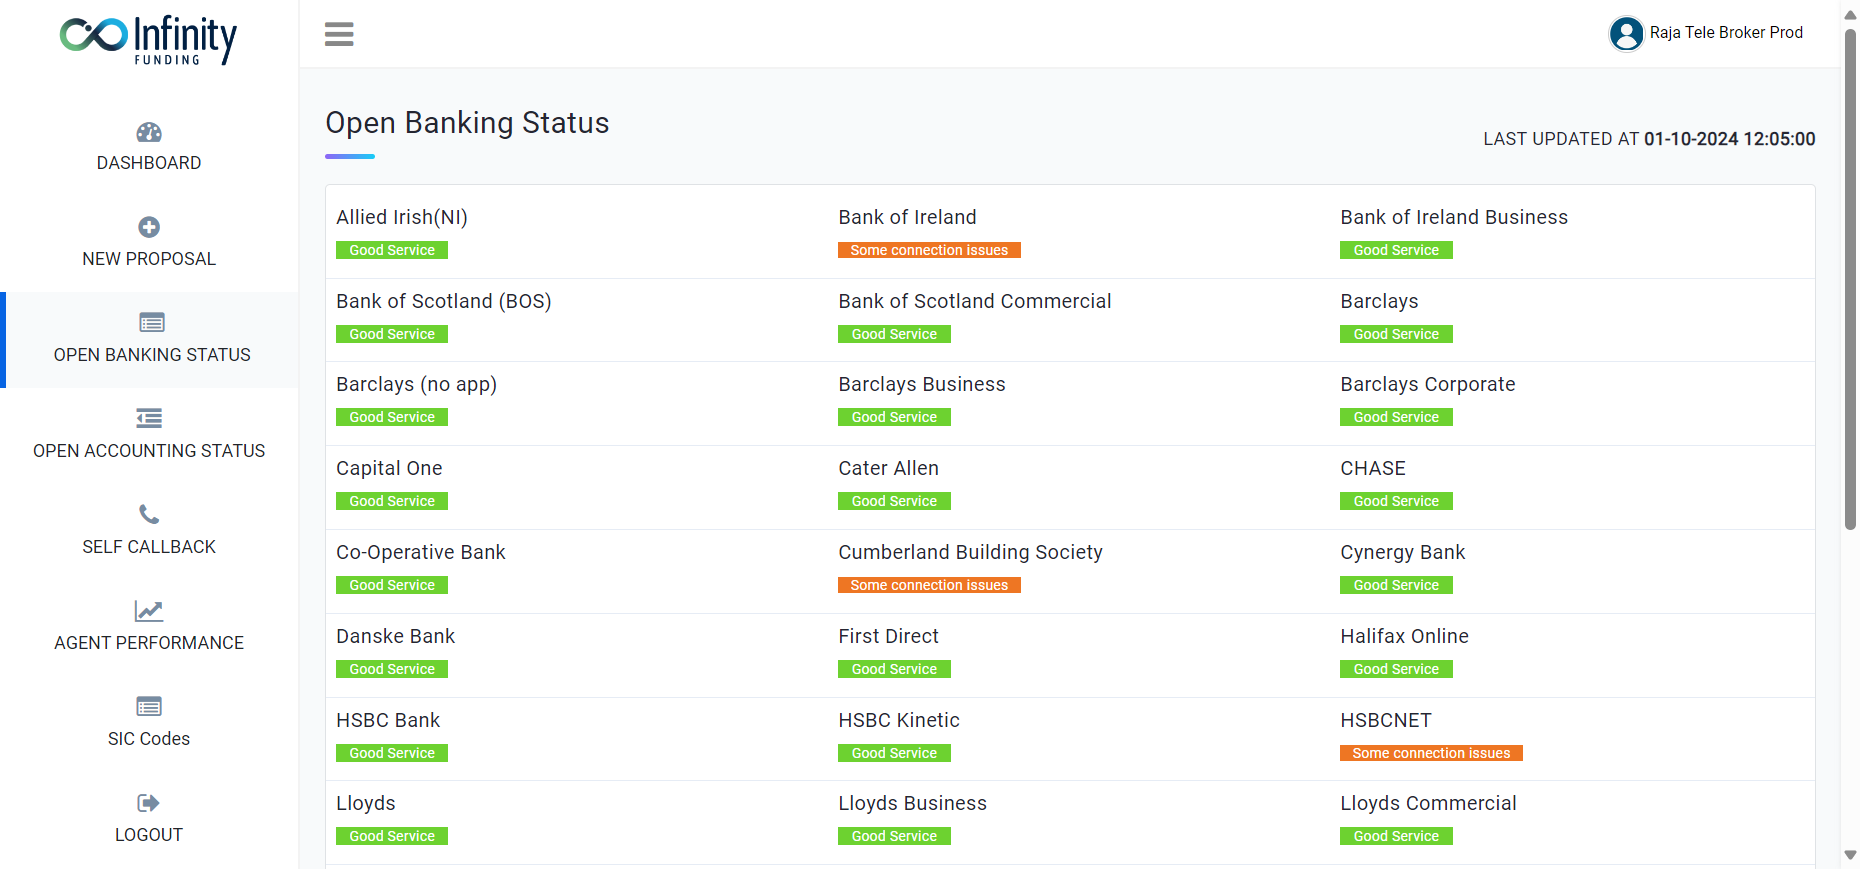 Infinity
FUNDING
Raja Tele Broker Prod
DASHBOARD
NEW PROPOSAL
OPEN BANKING STATUS
OPEN ACCOUNTING STATUS
SELF CALLBACK
AGENT PERFORMANCE
SIC Codes
LOGOUT
Open Banking Status
LAST UPDATED AT 01-10-2024 12:05:00
Allied Irish(NI)
Good Service
Bank of Ireland
Some connection issues
Bank of Ireland Business
Good Service
Bank of Scotland (BOS)
Good Service
Bank of Scotland Commercial
Good Service
Barclays
Good Service
Barclays (no app)
Good Service
Barclays Business
Good Service
Barclays Corporate
Good Service
Capital One
Good Service
Cater Allen
Good Service
CHASE
Good Service
Co-Operative Bank
Good Service
Cumberland Building Society
Some connection issues
Cynergy Bank
Good Service
Danske Bank
Good Service
First Direct
Good Service
Halifax Online
Good Service
HSBC Bank
Good Service
HSBC Kinetic
Good Service
HSBCNET
Some connection issues
Lloyds
Good Service
Lloyds Business
Good Service
Lloyds Commercial
Good Service